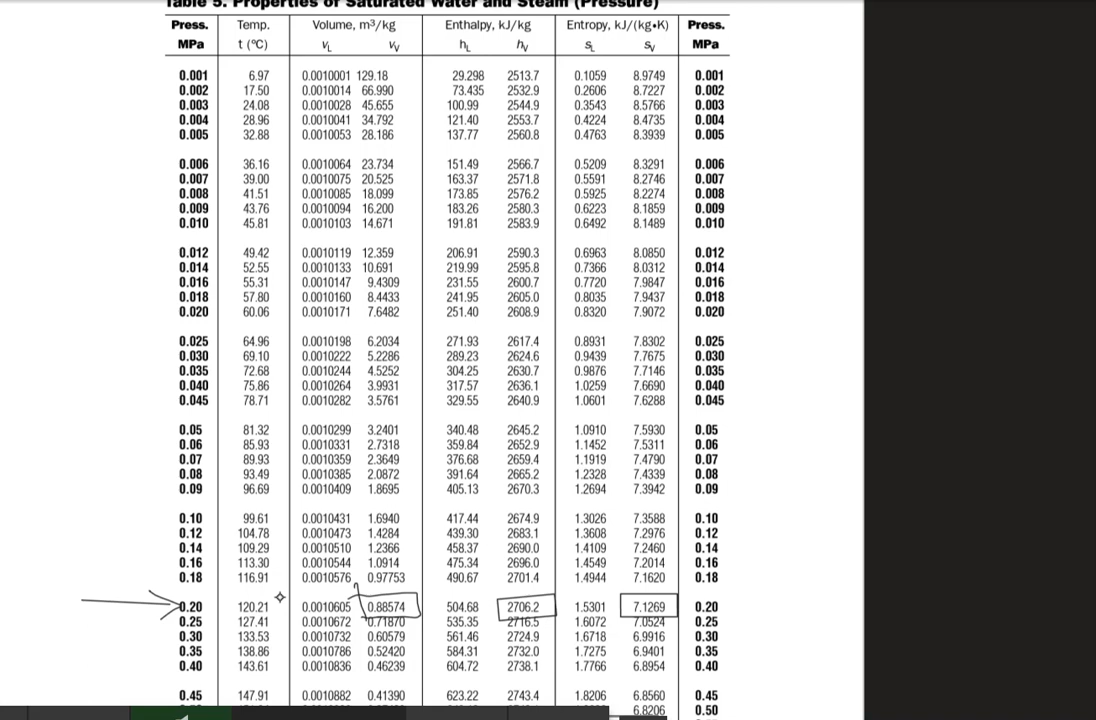 Table 5. Properties of Saturated Water and Steam (Pressure)
Press. Temp. Volume, m³/kg Enthalpy, kJ/kg Entropy, kJ/(kg•K) Press.
MPa t (°C) vL vV hL hV sL sV MPa
0.001 6.97 0.0010001 129.18 29.298 2513.7 0.1059 8.9749 0.001
0.002 17.50 0.0010014 66.990 73.435 2532.9 0.2606 8.7227 0.002
0.003 24.08 0.0010028 45.655 100.99 2544.9 0.3543 8.5766 0.003
0.004 28.96 0.0010041 34.792 121.40 2553.7 0.4224 8.4735 0.004
0.005 32.88 0.0010053 28.186 137.77 2560.8 0.4763 8.3939 0.005
0.006 36.16 0.0010064 23.734 151.49 2566.7 0.5209 8.3291 0.006
0.007 39.00 0.0010075 20.525 163.37 2571.8 0.5591 8.2746 0.007
0.008 41.51 0.0010085 18.099 173.85 2576.2 0.5925 8.2274 0.008
0.009 43.76 0.0010094 16.200 183.26 2580.3 0.6223 8.1859 0.009
0.010 45.81 0.0010103 14.671 191.81 2583.9 0.6492 8.1489 0.010
0.012 49.42 0.0010119 12.359 206.91 2590.3 0.6963 8.0850 0.012
0.014 52.55 0.0010133 10.691 219.99 2595.8 0.7366 8.0312 0.014
0.016 55.31 0.0010147 9.4309 231.55 2600.7 0.7720 7.9847 0.016
0.018 57.80 0.0010160 8.4433 241.95 2605.0 0.8035 7.9437 0.018
0.020 60.06 0.0010171 7.6482 251.40 2608.9 0.8320 7.9072 0.020
0.025 64.96 0.0010198 6.2034 271.93 2617.4 0.8931 7.8302 0.025
0.030 69.10 0.0010222 5.2286 289.23 2624.6 0.9439 7.7675 0.030
0.035 72.68 0.0010244 4.5252 304.25 2630.7 0.9876 7.7146 0.035
0.040 75.86 0.0010264 3.9931 317.57 2636.1 1.0259 7.6690 0.040
0.045 78.71 0.0010282 3.5761 329.55 2640.9 1.0601 7.6288 0.045
0.05 81.32 0.0010299 3.2401 340.48 2645.2 1.0910 7.5930 0.05
0.06 85.93 0.0010331 2.7318 359.84 2652.9 1.1452 7.5311 0.06
0.07 89.93 0.0010359 2.3649 376.68 2659.4 1.1919 7.4790 0.07
0.08 93.49 0.0010385 2.0872 391.64 2665.2 1.2328 7.4339 0.08
0.09 96.69 0.0010409 1.8695 405.13 2670.3 1.2694 7.3942 0.09
0.10 99.61 0.0010431 1.6940 417.44 2674.9 1.3026 7.3588 0.10
0.12 104.78 0.0010473 1.4284 439.30 2683.1 1.3608 7.2976 0.12
0.14 109.29 0.0010510 1.2366 458.37 2690.0 1.4109 7.2460 0.14
0.16 113.30 0.0010544 1.0914 475.34 2696.0 1.4549 7.2014 0.16
0.18 116.91 0.0010576 0.97753 490.67 2701.4 1.4944 7.1620 0.18
0.20 120.21 0.0010605 0.88574 504.68 2706.2 1.5301 7.1269 0.20
0.25 127.41 0.0010672 0.71870 535.35 2716.5 1.6072 7.0524 0.25
0.30 133.53 0.0010732 0.60579 561.46 2724.9 1.6718 6.9916 0.30
0.35 138.86 0.0010786 0.52420 584.31 2732.0 1.7275 6.9401 0.35
0.40 143.61 0.0010836 0.46239 604.72 2738.1 1.7766 6.8954 0.40
0.45 147.91 0.0010882 0.41390 623.22 2743.4 1.8206 6.8560 0.45
6.8206 0.50